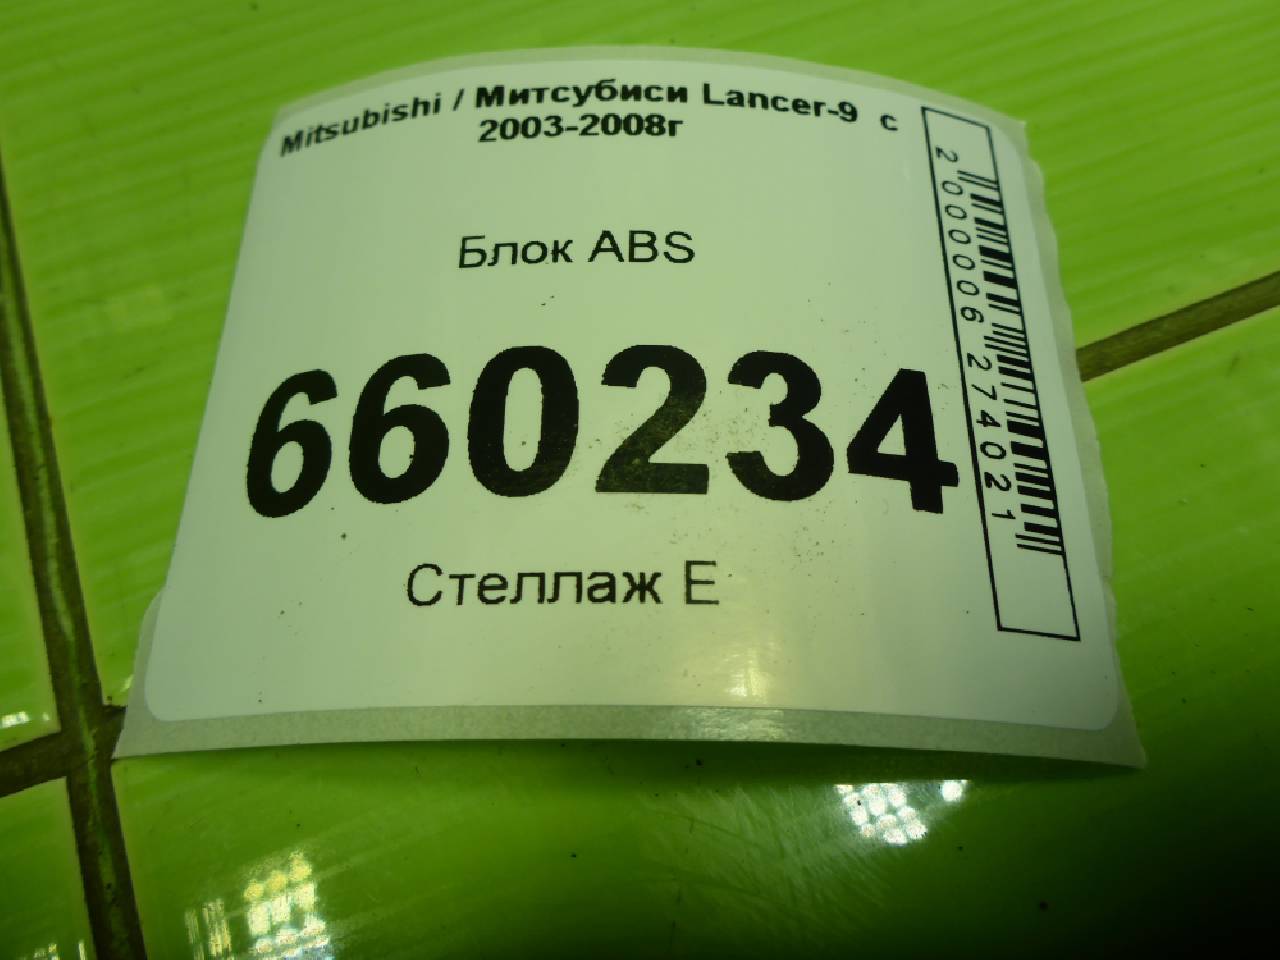 Mitsubishi / Митсубиси Lancer-9 с
2003-2008г
Блок ABS
660234
Стеллаж Е
2000006274021